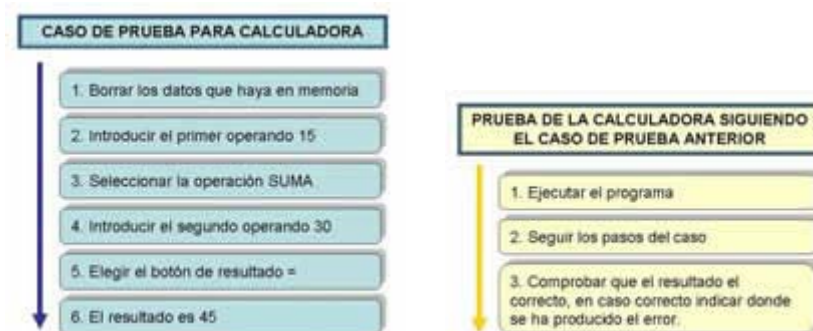 CASO DE PRUEBA PARA CALCULADORA
1. Borrar los datos que haya en memoria
2. Introducir el primer operando 15
3. Seleccionar la operación SUMA
4. Introducir el segundo operando 30
5. Elegir el botón de resultado =
6. El resultado es 45
PRUEBA DE LA CALCULADORA SIGUIENDO
EL CASO DE PRUEBA ANTERIOR
1. Ejecutar el programa
2. Seguir los pasos del caso
3. Comprobar que el resultado el
correcto, en caso correcto indicar donde
se ha producido el error.